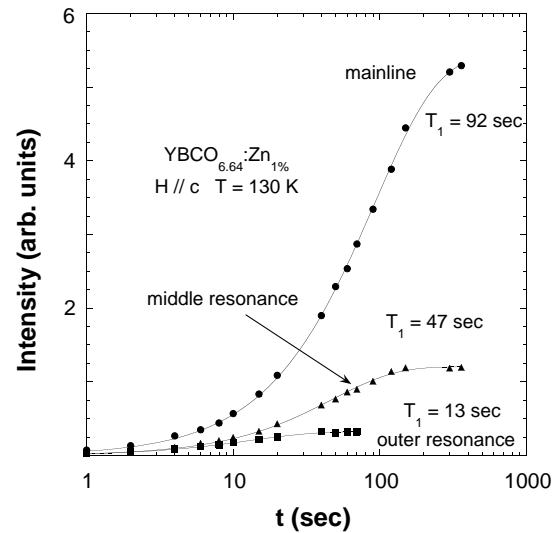 6
mainline
T1 = 92 sec
YBCO6.64:Zn1%
H // c T = 130 K
4
Intensity (arb. units)
middle resonance
2
T1 = 47 sec
T1 = 13 sec
outer resonance
1
10
100
1000
t (sec)